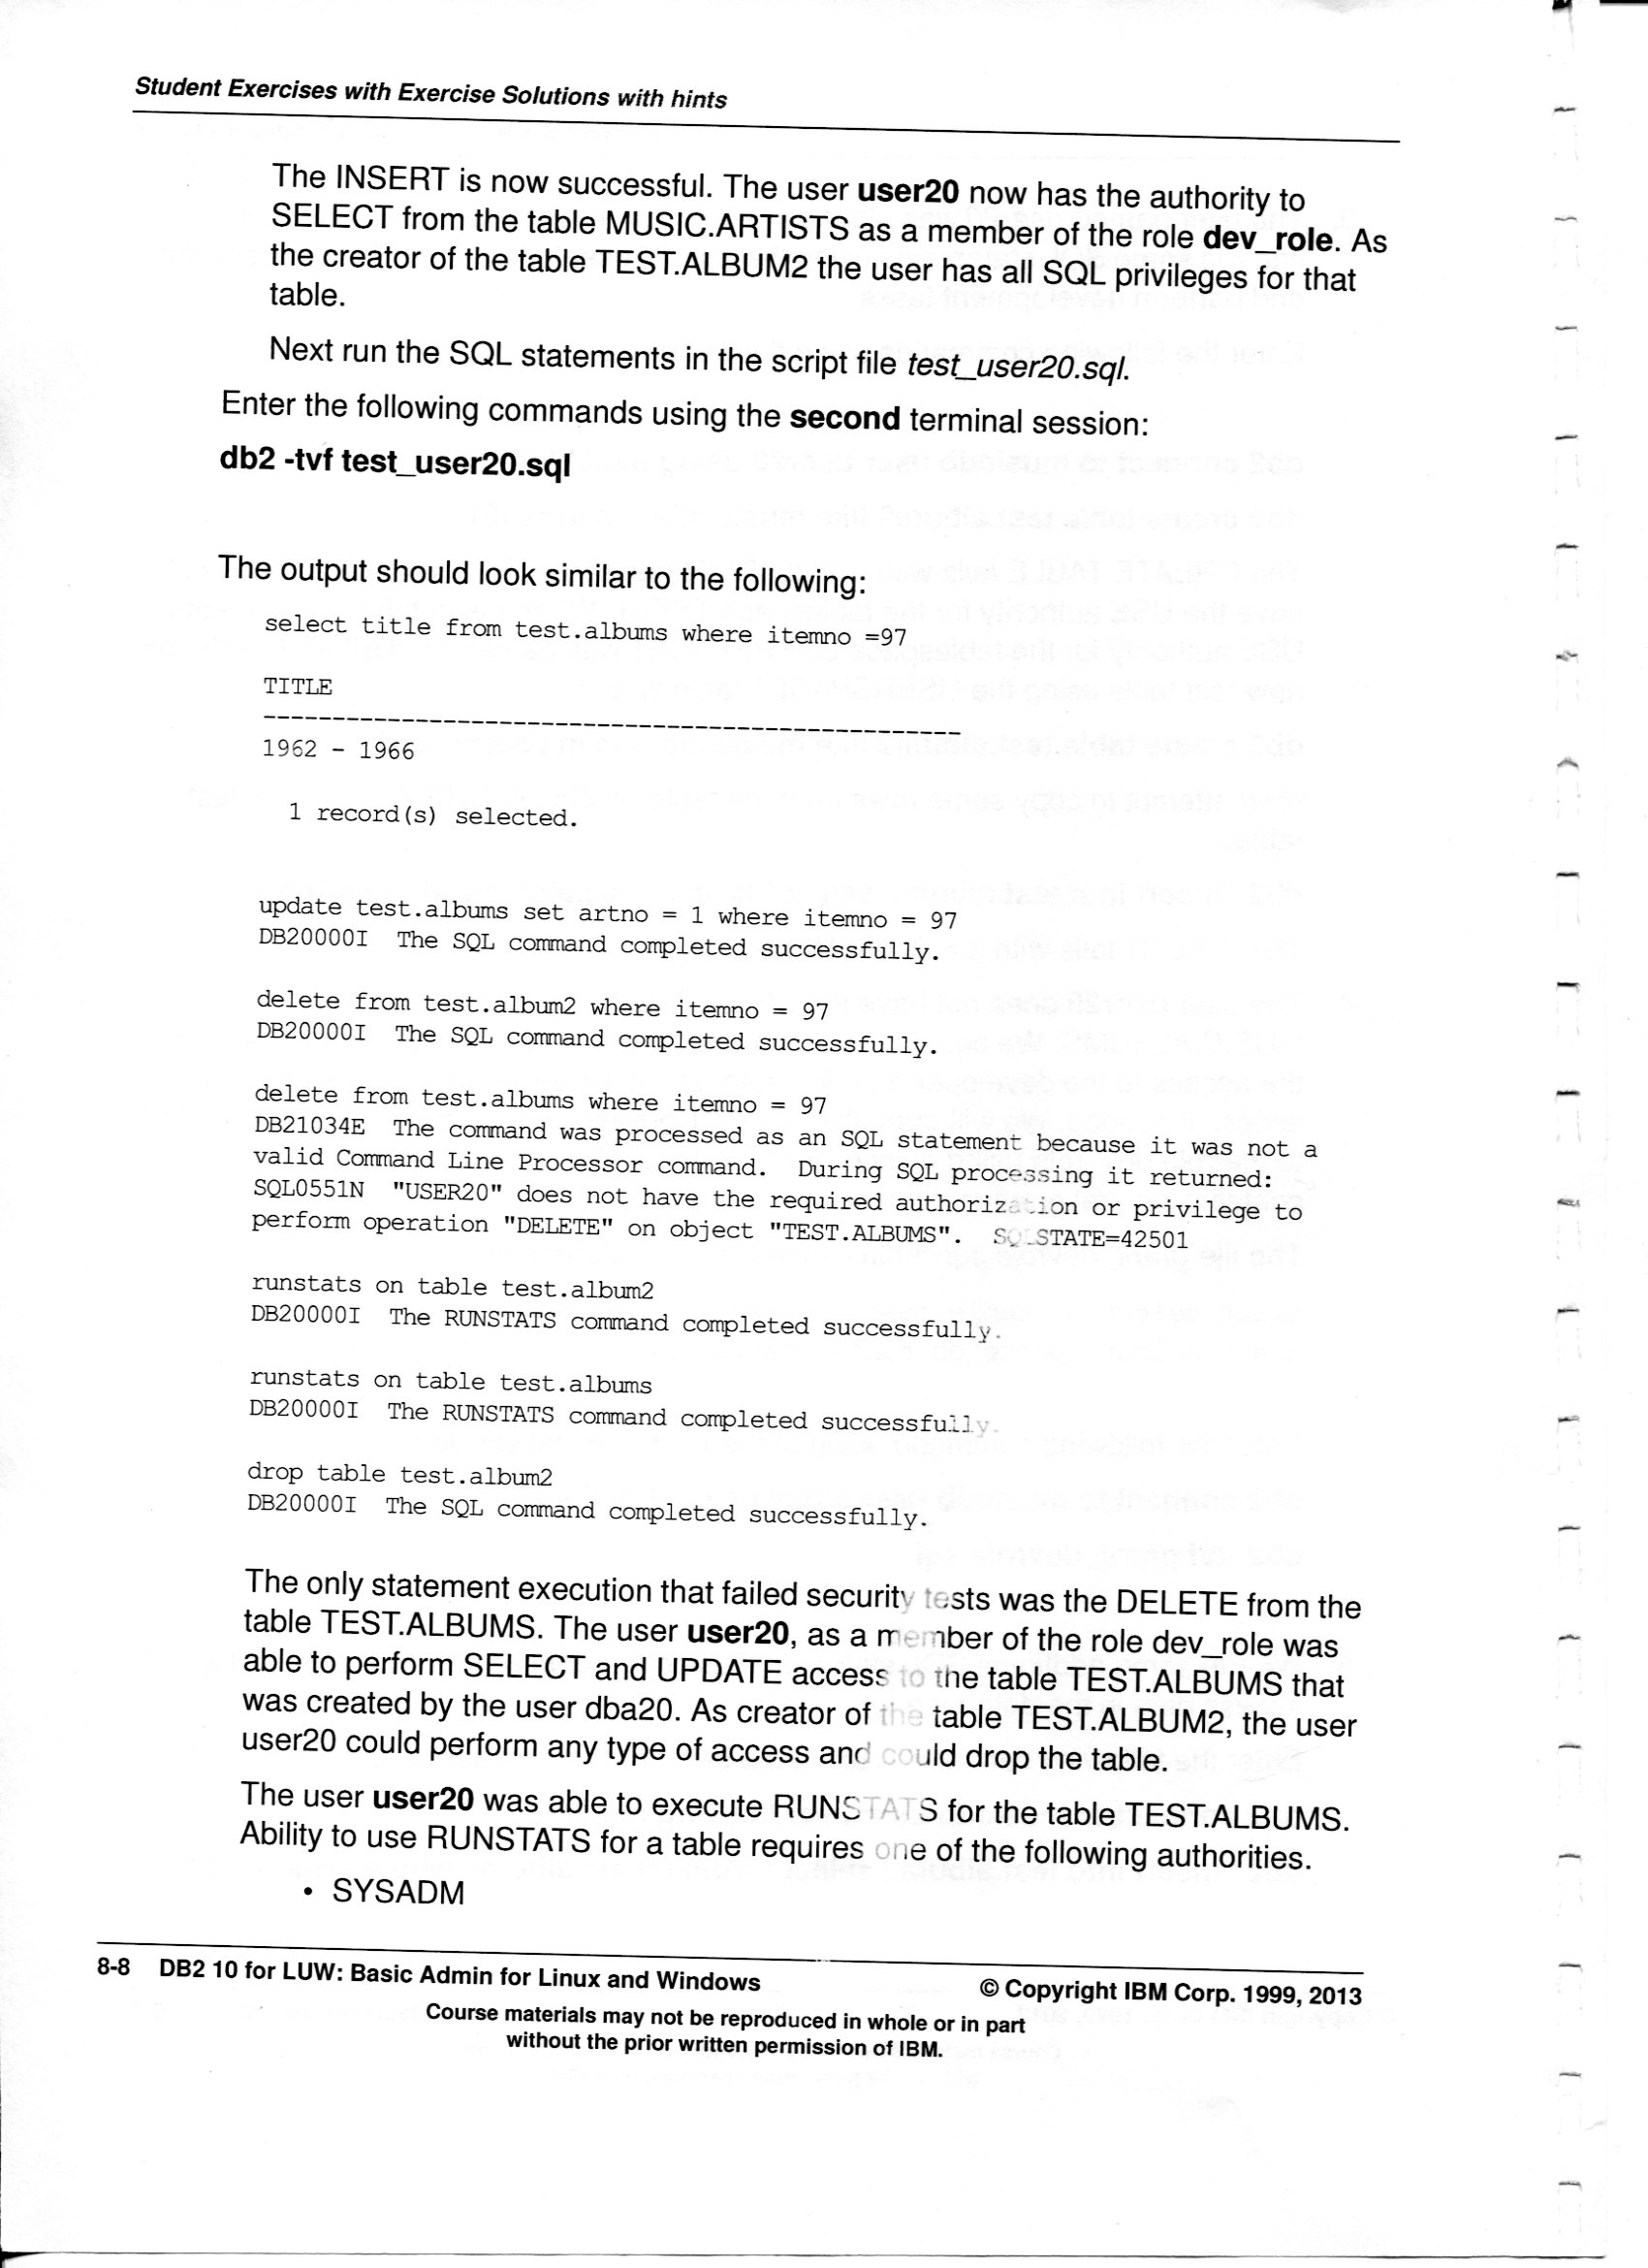 Student Exercises with Exercise Solutions with hints
The INSERT is now successful. The user user20 now has the authority to
SELECT from the table MUSIC.ARTISTS as a member of the role dev_role. As
the creator of the table TEST.ALBUM2 the user has all SQL privileges for that
table.
Next run the SQL statements in the script file test_user20.sql.
Enter the following commands using the second terminal session:
db2 -tvf test_user20.sql
The output should look similar to the following:
select title from test.albums where itemno =97
TITLE
--------------------------------------------------
1962 - 1966
1 record(s) selected.
update test.albums set artno = 1 where itemno = 97
DB20000I  The SQL command completed successfully.
delete from test.album2 where itemno = 97
DB20000I  The SQL command completed successfully.
delete from test.albums where itemno = 97
DB21034E  The command was processed as an SQL statement because it was not a
valid Command Line Processor command.  During SQL processing it returned:
SQL0551N  "USER20" does not have the required authorization or privilege to
perform operation "DELETE" on object "TEST.ALBUMS".  SQLSTATE=42501
runstats on table test.album2
DB20000I  The RUNSTATS command completed successfully.
runstats on table test.albums
DB20000I  The RUNSTATS command completed successfully.
drop table test.album2
DB20000I  The SQL command completed successfully.
The only statement execution that failed security tests was the DELETE from the
table TEST.ALBUMS. The user user20, as a member of the role dev_role was
able to perform SELECT and UPDATE access to the table TEST.ALBUMS that
was created by the user dba20. As creator of the table TEST.ALBUM2, the user
user20 could perform any type of access and could drop the table.
The user user20 was able to execute RUNSTATS for the table TEST.ALBUMS.
Ability to use RUNSTATS for a table requires one of the following authorities.
• SYSADM
8-8 DB2 10 for LUW: Basic Admin for Linux and Windows
© Copyright IBM Corp. 1999, 2013
Course materials may not be reproduced in whole or in part
without the prior written permission of IBM.